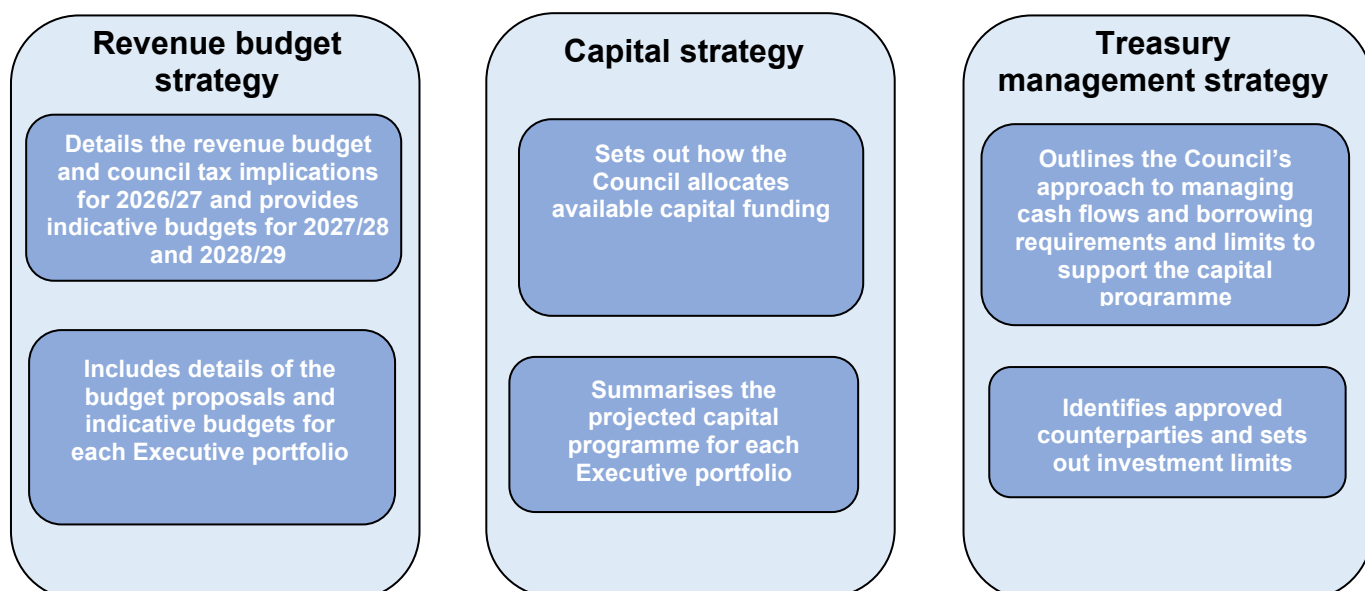 Revenue budget
strategy
Details the revenue budget
and council tax implications
for 2026/27 and provides
indicative budgets for 2027/28
and 2028/29
Includes details of the
budget proposals and
indicative budgets for
each Executive portfolio
Capital strategy
Sets out how the
Council allocates
available capital funding
Summarises the
projected capital
programme for each
Executive portfolio
Treasury
management strategy
Outlines the Council’s
approach to managing
cash flows and borrowing
requirements and limits to
support the capital
programme
Identifies approved
counterparties and sets
out investment limits